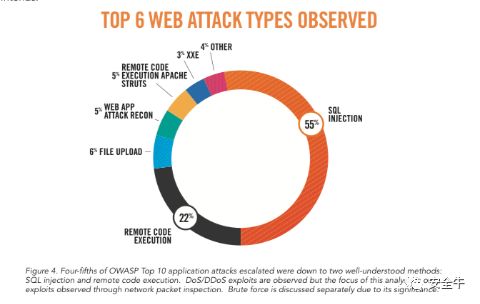 TOP 6 WEB ATTACK TYPES OBSERVED
4% OTHER
3% XXE
REMOTE CODE
5% EXECUTION APACHE
STRUTS
5% WEB APP
ATTACK RECON
6% FILE UPLOAD
22%
REMOTE CODE
EXECUTION
55%
SQL
INJECTION
Figure 4. Four-fifths of OWASP Top 10 application attacks escalated were down to two well-understood methods:
SQL injection and remote code execution. DoS/DDoS exploits are observed but the focus of this
exploits observed through network packet inspection. Brute force is discussed separately due to its
安全牛